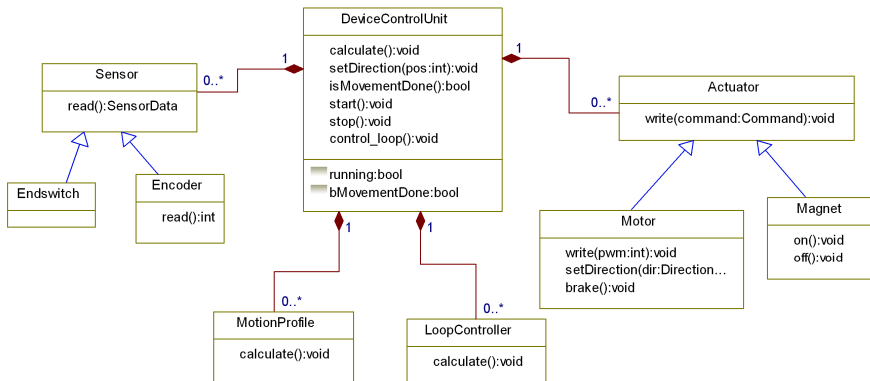 DeviceControlUnit
calculate():void
setDirection(pos:int):void
isMovementDone():bool
start():void
stop():void
control_loop():void
running:bool
bMovementDone:bool
1
0..*
Sensor
read():SensorData
Endswitch
Encoder
read():int
1
0..*
Actuator
write(command:Command):void
Motor
write(pwm:int):void
setDirection(dir:Direction...
brake():void
Magnet
on():void
off():void
1
0..*
MotionProfile
calculate():void
1
0..*
LoopController
calculate():void